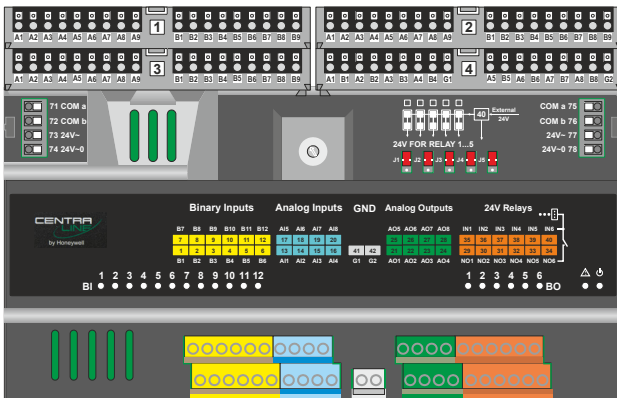 1
2
A1 A2 A3 A4 A5 A6 A7 A8 A9 B1 B2 B3 B4 B5 B6 B7 B8 B9
A1 A2 A3 A4 A5 A6 A7 A8 A9 B1 B2 B3 B4 B5 B6 B7 B8 B9
3
4
A1 A2 A3 A4 A5 A6 A7 A8 A9 B1 B2 B3 B4 B5 B6 B7 B8 B9
A1 B1 A2 B2 A3 B3 A4 B4 G1 A5 B5 A6 B6 A7 B7 A8 B8 G2
71 COM a
72 COM b
73 24V~
74 24V~0
40 External
24V
24V FOR RELAY 1...5
J1 J2 J3 J4 J5
COM a 75
COM b 76
24V~ 77
24V~0 78
CENTRA
LINE
by Honeywell
Binary Inputs Analog Inputs GND Analog Outputs 24V Relays
B7 B8 B9 B10 B11 B12 AI5 AI6 AI7 AI8 AO5 AO6 AO7 AO8 IN1 IN2 IN3 IN4 IN5 IN6
7 8 9 10 11 12 17 18 19 20 25 26 27 28 35 36 37 38 39 40
1 2 3 4 5 6 13 14 15 16 41 42 21 22 23 24 29 30 31 32 33 34
B1 B2 B3 B4 B5 B6 AI1 AI2 AI3 AI4 G1 G2 AO1 AO2 AO3 AO4 NO1 NO2 NO3 NO4 NO5 NO6
1 2 3 4 5 6 7 8 9 10 11 12
BI
1 2 3 4 5 6
BO